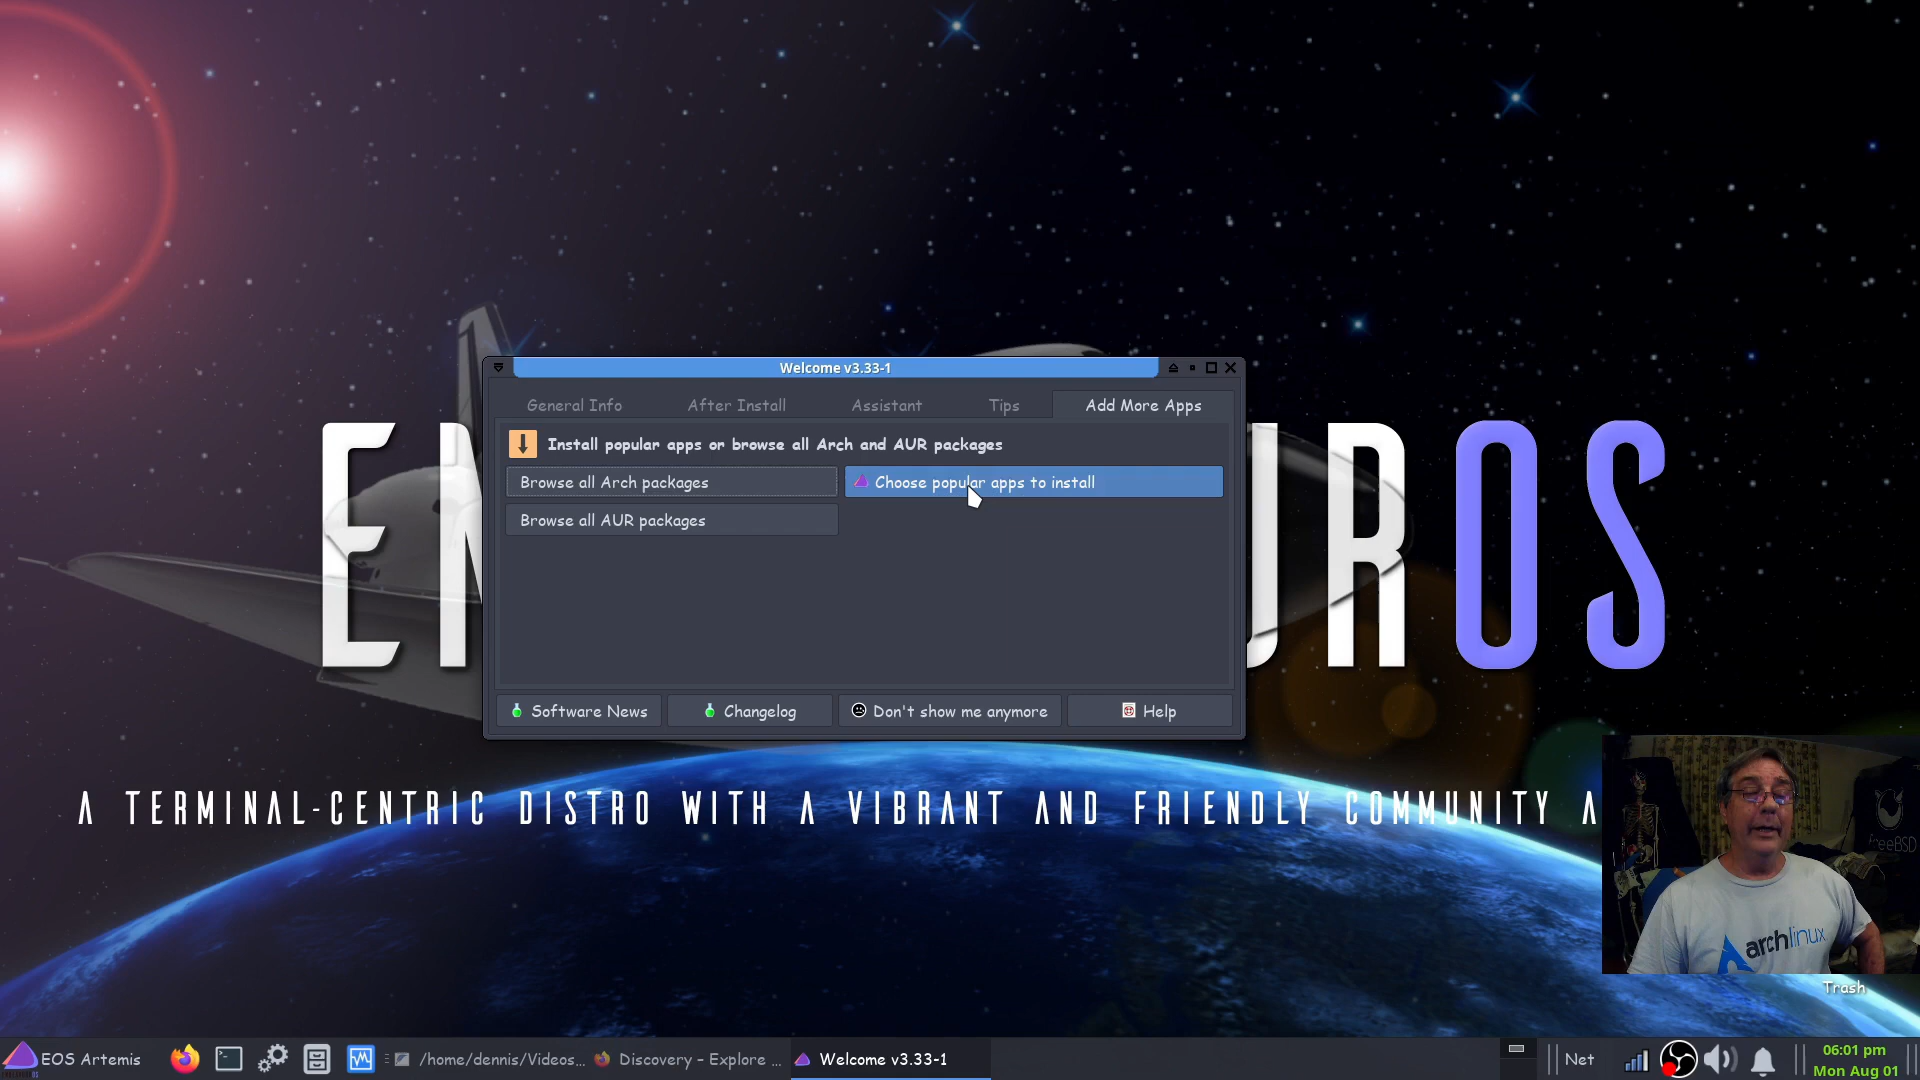 Welcome v3.33-1
General Info
After Install
Assistant
Tips
Add More Apps
Install popular apps or browse all Arch and AUR packages
Browse all Arch packages
Choose popular apps to install
Browse all AUR packages
Software News
Changelog
Don't show me anymore
Help
UROS
A TERMINAL-CENTRIC DISTRO WITH A VIBRANT AND FRIENDLY COMMUNITY A
freeBSD
archlinux
Trash
EOS Artemis
/home/dennis/Videos...
Discovery – Explore ...
Welcome v3.33-1
Net
06:01 pm
Mon Aug 01